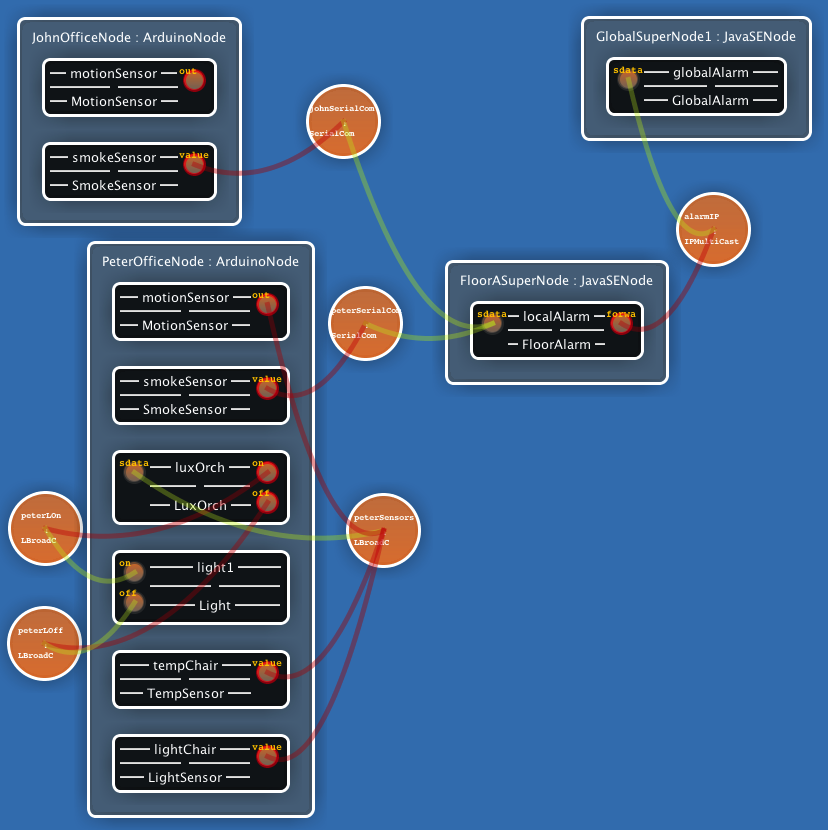 JohnOfficeNode : ArduinoNode
motionSensor
out
MotionSensor
smokeSensor
value
SmokeSensor
johnSerialCom
SerialCom
GlobalSuperNode1 : JavaSENode
sdata
globalAlarm
GlobalAlarm
alarmIP
IPMultiCast
PeterOfficeNode : ArduinoNode
motionSensor
out
MotionSensor
smokeSensor
value
SmokeSensor
sdata
luxOrch
on
off
LuxOrch
on
light1
off
Light
tempChair
value
TempSensor
lightChair
value
LightSensor
peterSerialCom
SerialCom
FloorASuperNode : JavaSENode
sdata
localAlarm
forwa
FloorAlarm
peterLOn
LBroadC
peterLOff
LBroadC
peterSensors
LBroadC